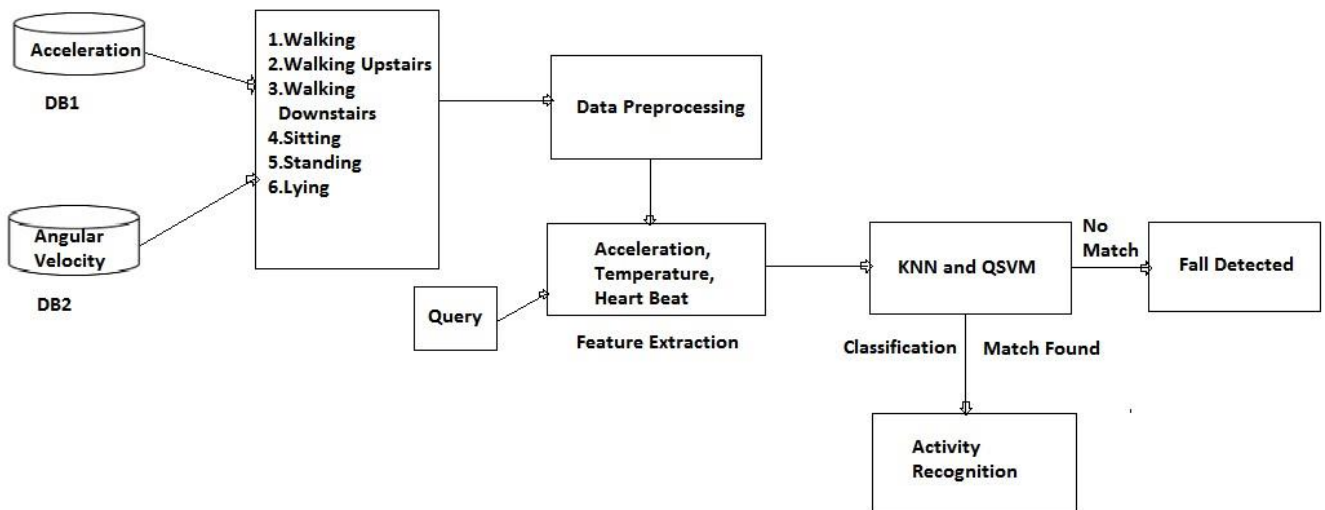 Acceleration
DB1
Angular
Velocity
DB2
1.Walking
2.Walking Upstairs
3.Walking
Downstairs
4.Sitting
5.Standing
6.Lying
Data Preprocessing
Query
Acceleration,
Temperature,
Heart Beat
Feature Extraction
KNN and QSVM
Classification
No
Match
Fall Detected
Match Found
Activity
Recognition